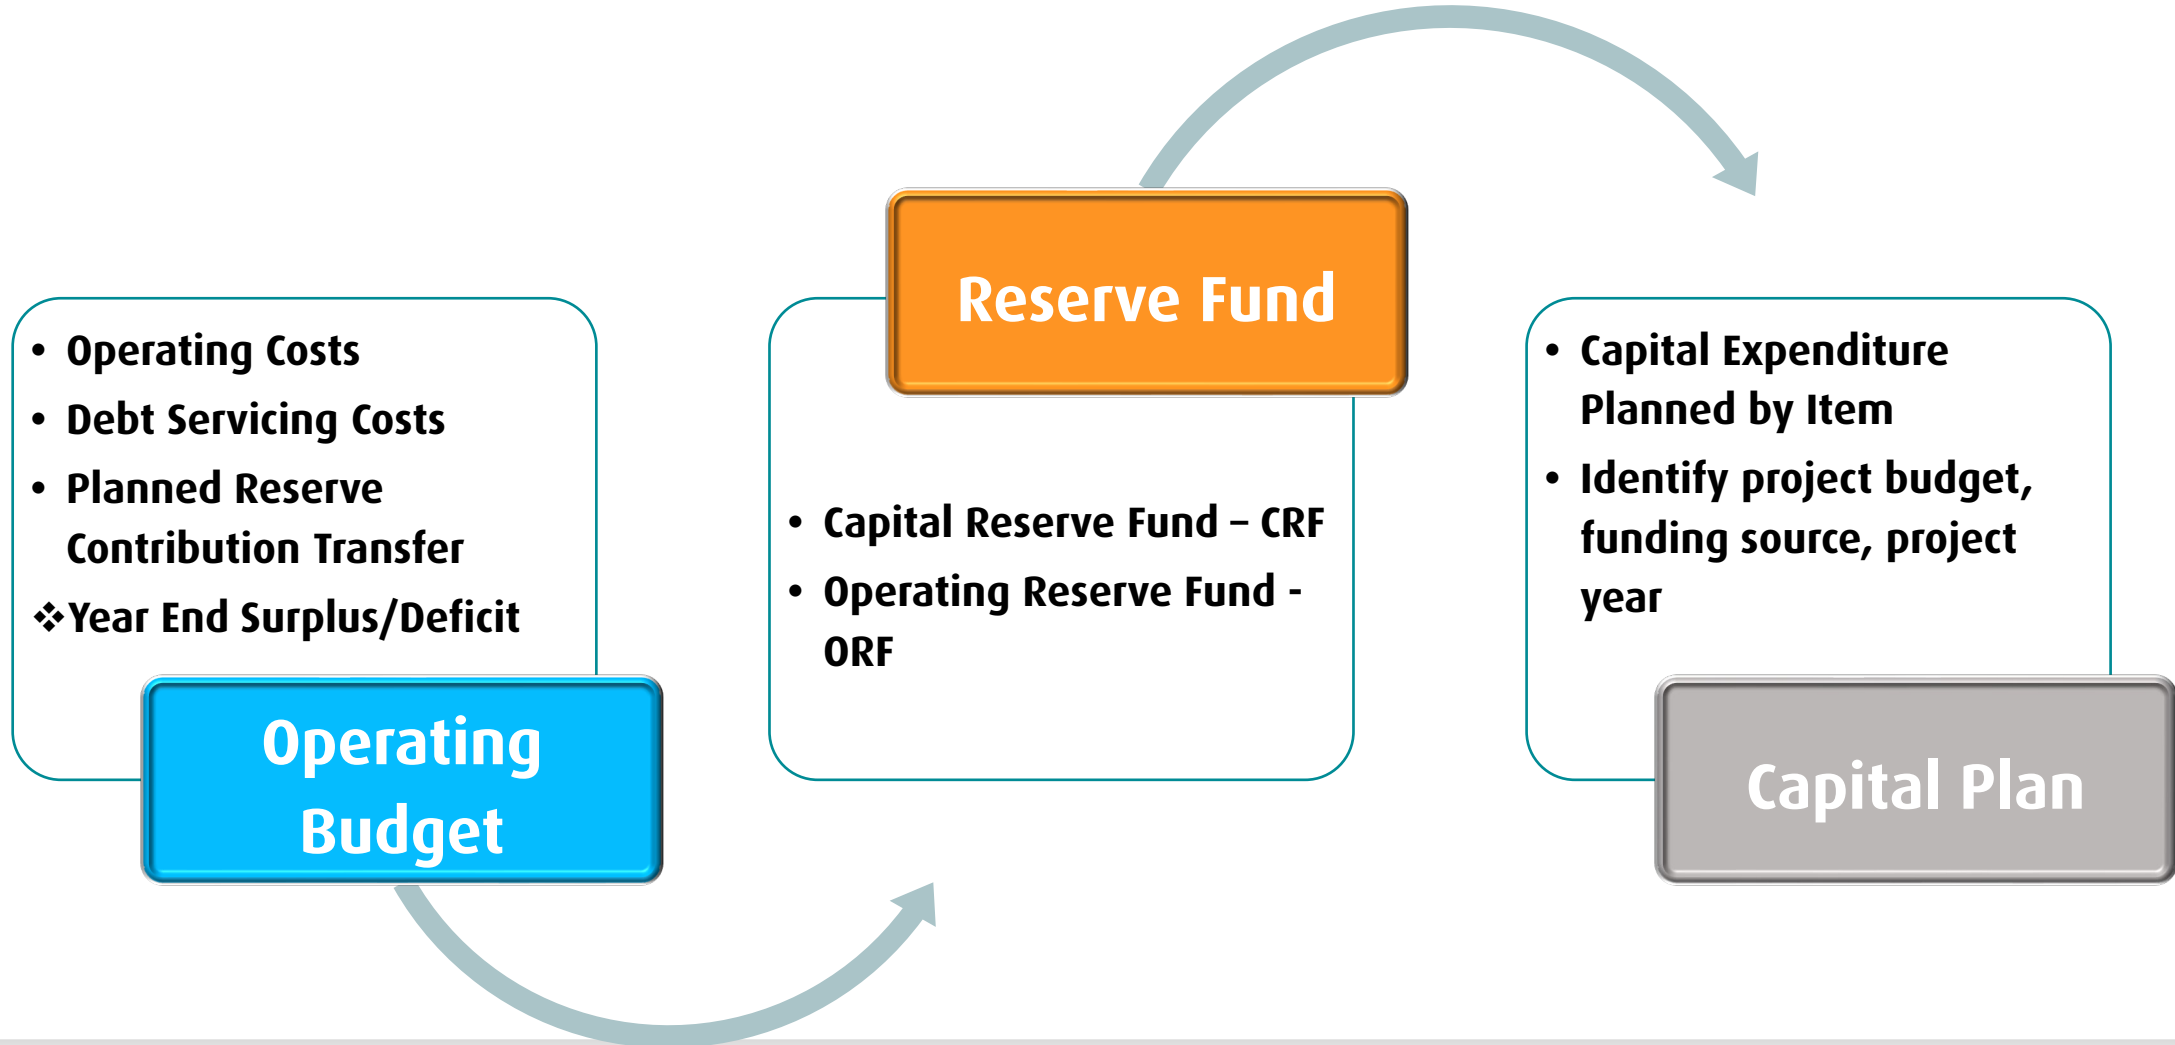 • Operating Costs
• Debt Servicing Costs
• Planned Reserve
Contribution Transfer
❖Year End Surplus/Deficit
Operating
Budget
Reserve Fund
• Capital Reserve Fund – CRF
• Operating Reserve Fund -
ORF
• Capital Expenditure
Planned by Item
• Identify project budget,
funding source, project
year
Capital Plan